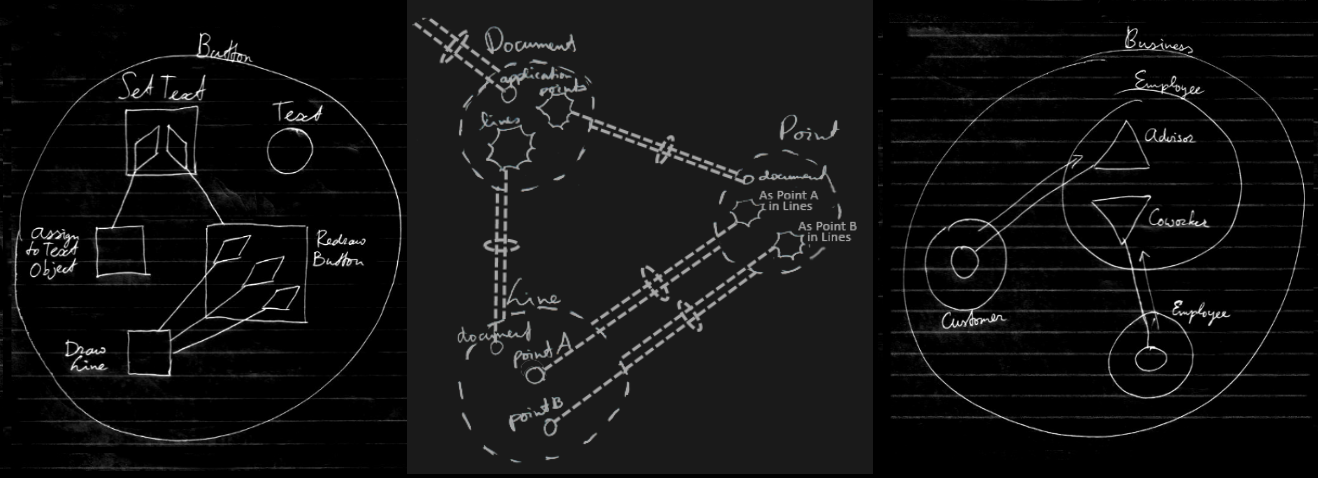 Button
Set Text
Text
Assign
to Text
Object
Redraw
Button
Draw
Line
Document
application
points
lines
Point
document
As Point A
in Lines
As Point B
in Lines
Line
document
point A
point B
Business
Employee
Advisor
Coworker
Customer
Employee